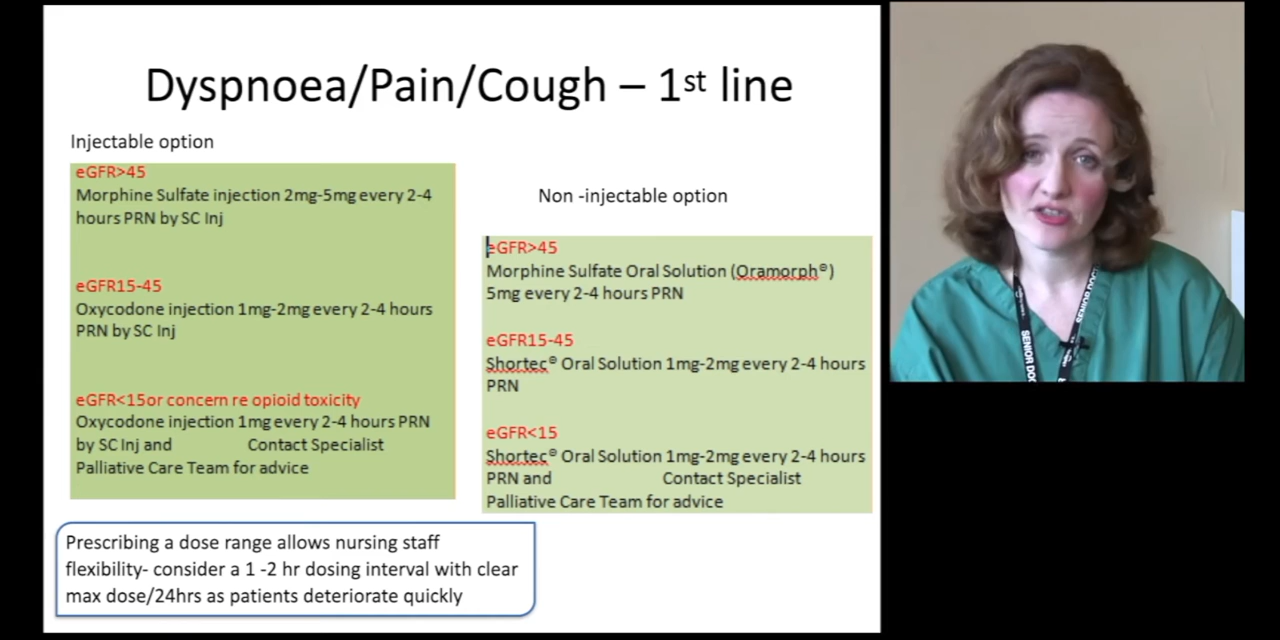 Dyspnoea/Pain/Cough – 1st line
Injectable option
eGFR>45
Morphine Sulfate injection 2mg-5mg every 2-4
hours PRN by SC Inj
eGFR15-45
Oxycodone injection 1mg-2mg every 2-4 hours
PRN by SC Inj
eGFR<15or concern re opioid toxicity
Oxycodone injection 1mg every 2-4 hours PRN
by SC Inj and Contact Specialist
Palliative Care Team for advice
Non -injectable option
eGFR>45
Morphine Sulfate Oral Solution (Oramorph®)
5mg every 2-4 hours PRN
eGFR15-45
Shortec® Oral Solution 1mg-2mg every 2-4 hours
PRN
eGFR<15
Shortec® Oral Solution 1mg-2mg every 2-4 hours
PRN and Contact Specialist
Palliative Care Team for advice
Prescribing a dose range allows nursing staff
flexibility- consider a 1 -2 hr dosing interval with clear
max dose/24hrs as patients deteriorate quickly
SENIOR DOC
SENIOR DOC